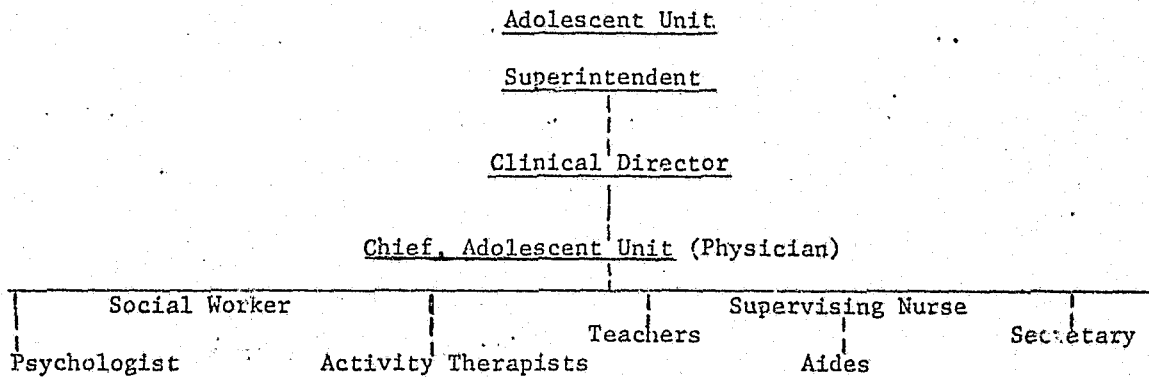 Adolescent Unit
Superintendent
Clinical Director
Chief, Adolescent Unit (Physician)
Social Worker Supervising Nurse
Teachers Secretary
Psychologist Activity Therapists Aides